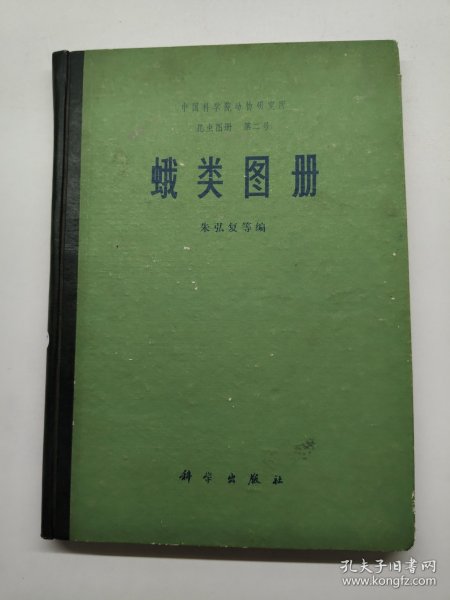 中国科学院动物研究所
昆虫图册 第二号
蛾类图册
朱弘复等编
科学出版社
孔夫子旧书网
www.kongfz.com